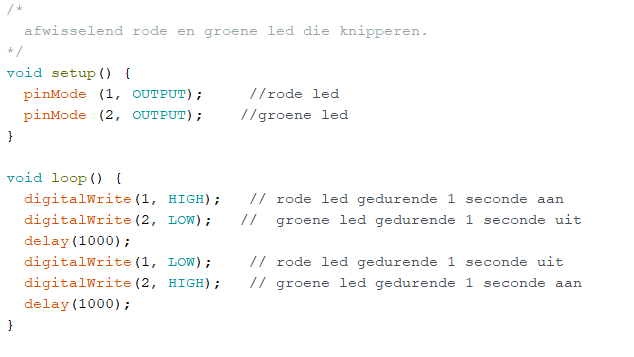 /*
  afwisselend rode en groene led die knipperen.
*/
void setup() {
  pinMode (1, OUTPUT);     //rode led
  pinMode (2, OUTPUT);    //groene led
}

void loop() {
  digitalWrite(1, HIGH);   // rode led gedurende 1 seconde aan
  digitalWrite(2, LOW);   //  groene led gedurende 1 seconde uit
  delay(1000);
  digitalWrite(1, LOW);    // rode led gedurende 1 seconde uit
  digitalWrite(2, HIGH);   // groene led gedurende 1 seconde aan
  delay(1000);
}